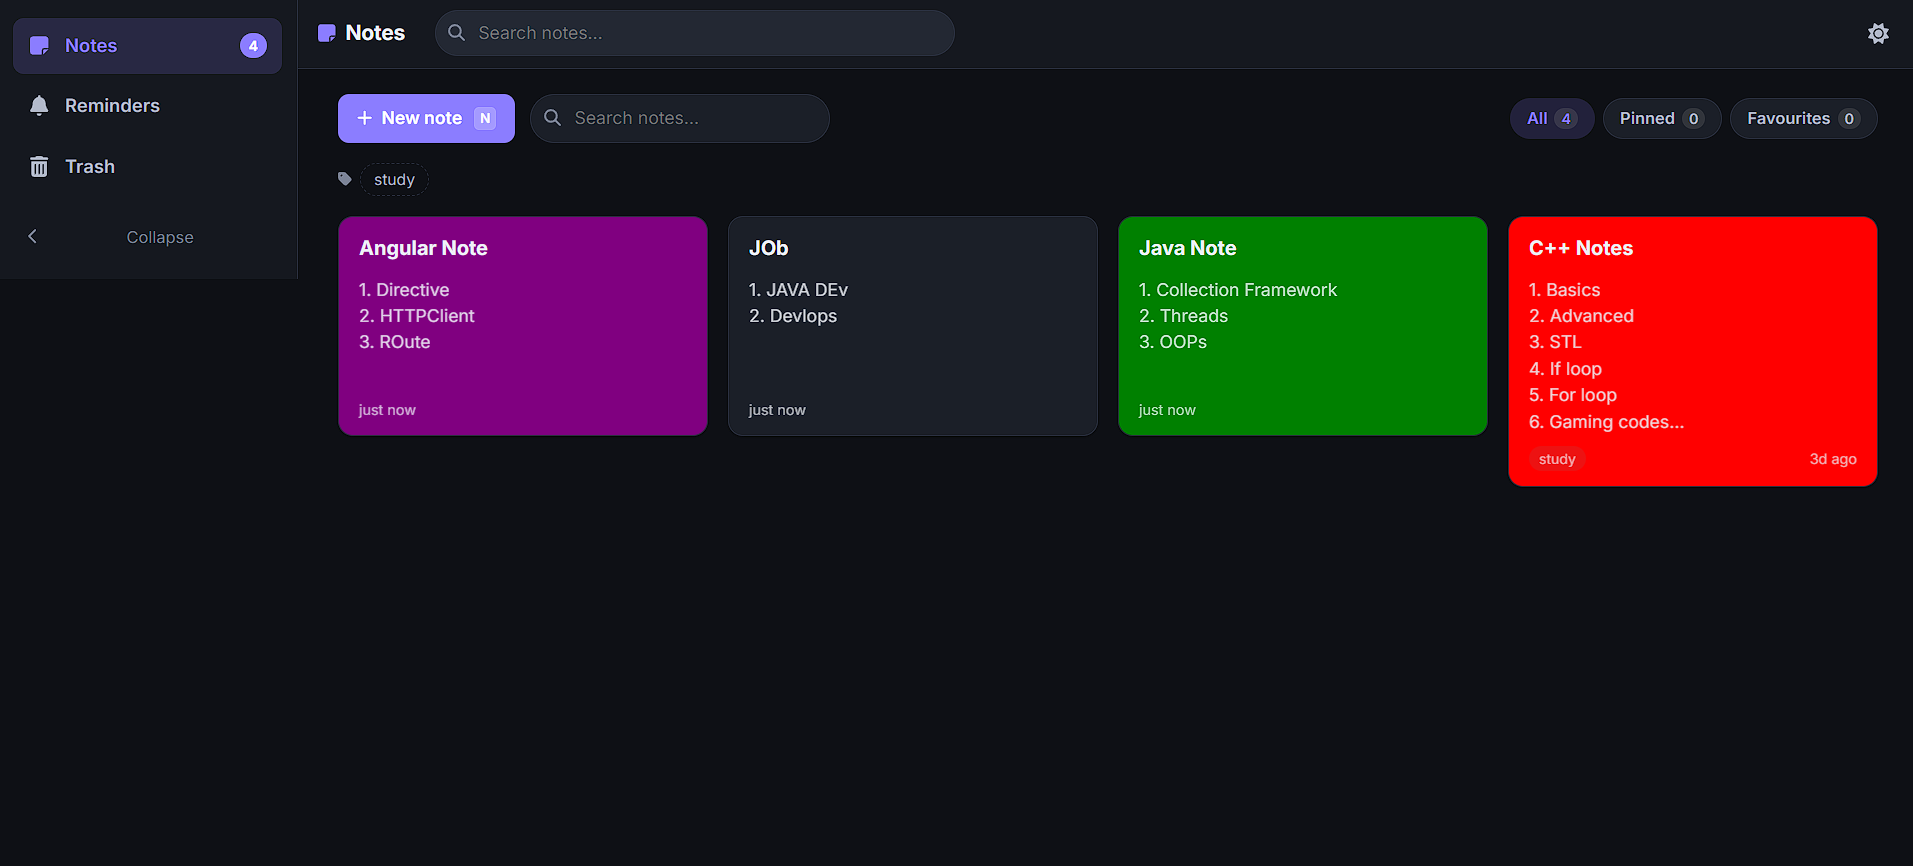 Notes 4
Reminders
Trash
Collapse
Notes
Search notes...
+ New note N
Search notes...
All 4
Pinned 0
Favourites 0
study
Angular Note
1. Directive
2. HTTPClient
3. ROute
just now
JOb
1. JAVA DEv
2. Devlops
just now
Java Note
1. Collection Framework
2. Threads
3. OOPs
just now
C++ Notes
1. Basics
2. Advanced
3. STL
4. If loop
5. For loop
6. Gaming codes...
study
3d ago